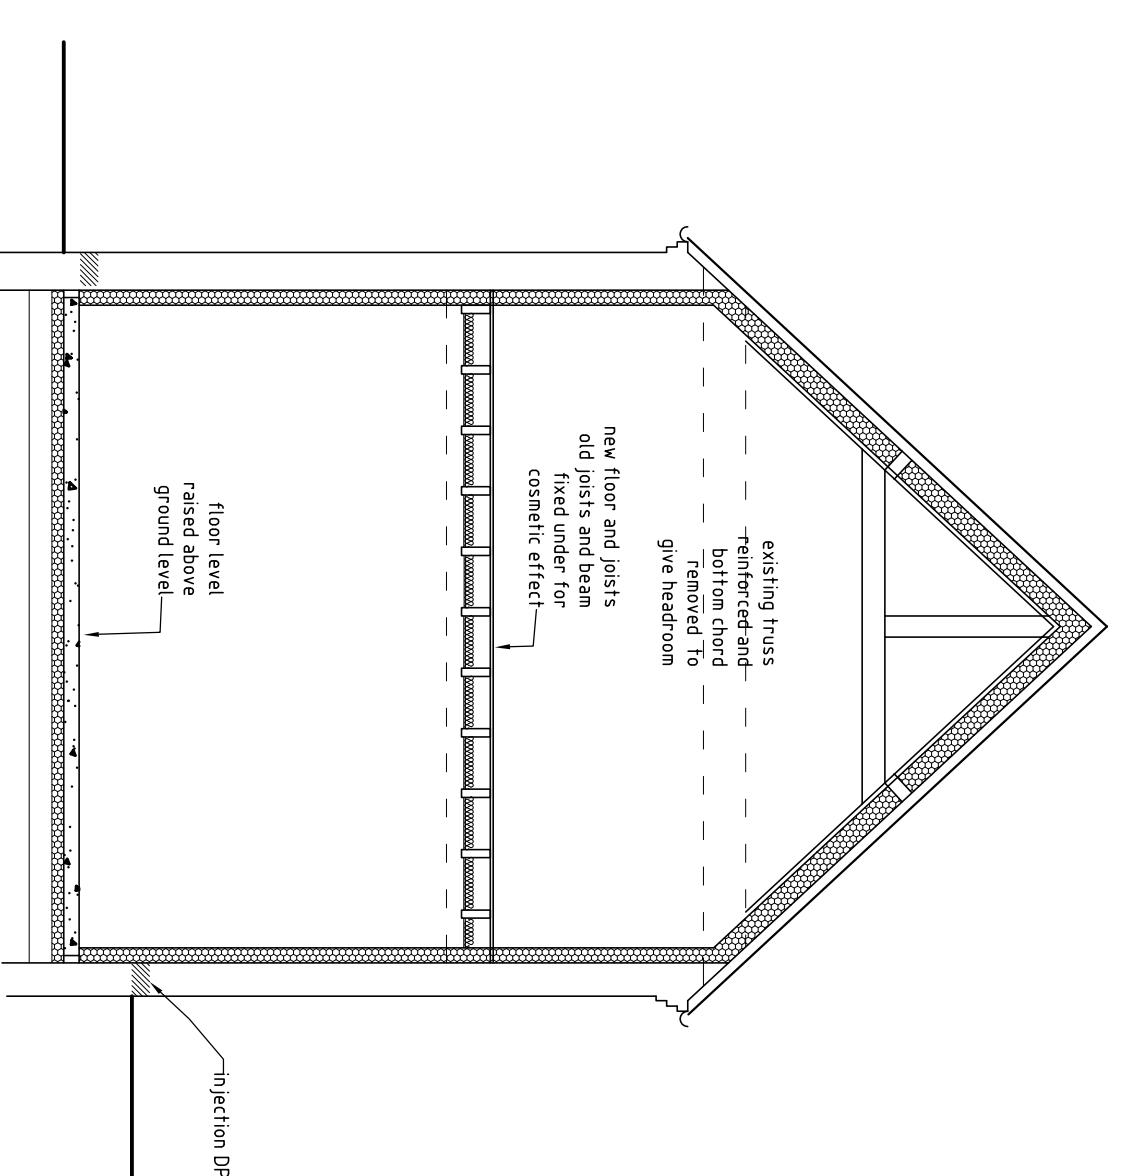 existing truss
reinforced and
bottom chord
removed to
give headroom
new floor and joists
old joists and beam
fixed under for
cosmetic effect
floor level
raised above
ground level
injection DP